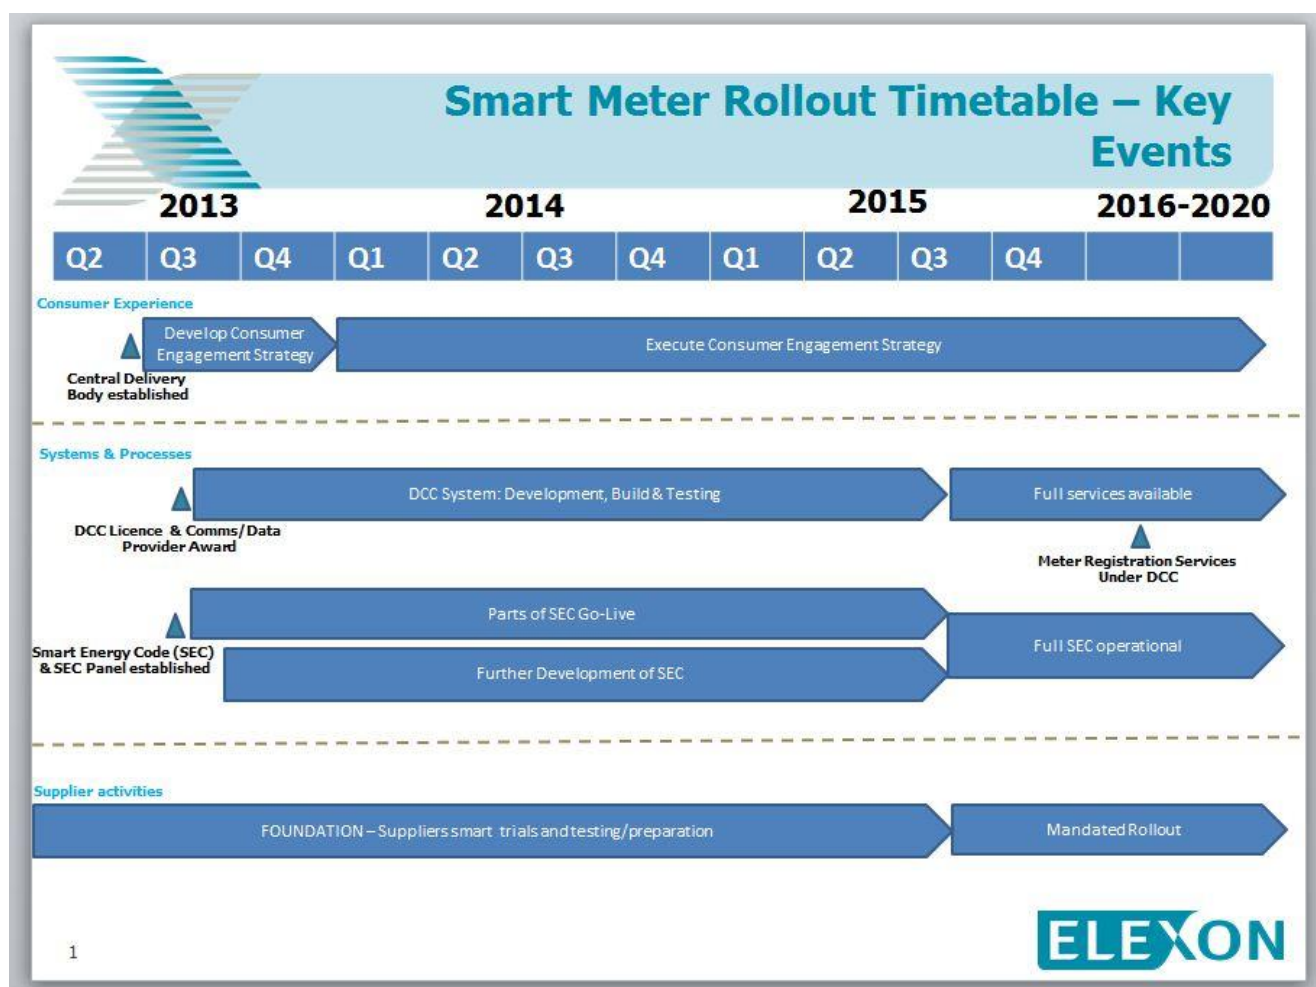 Smart Meter Rollout Timetable – Key
Events
2013
2014
2015
2016-2020
Q2 Q3 Q4 Q1 Q2 Q3 Q4 Q1 Q2 Q3 Q4
Consumer Experience
Develop Consumer
Engagement Strategy
Execute Consumer Engagement Strategy
Central Delivery
Body established
Systems & Processes
DCC System: Development, Build & Testing
Full services available
DCC Licence & Comms/Data
Provider Award
Meter Registration Services
Under DCC
Parts of SEC Go-Live
Smart Energy Code (SEC)
& SEC Panel established
Full SEC operational
Further Development of SEC
Supplier activities
FOUNDATION – Suppliers smart trials and testing/preparation
Mandated Rollout
1
ELEXON